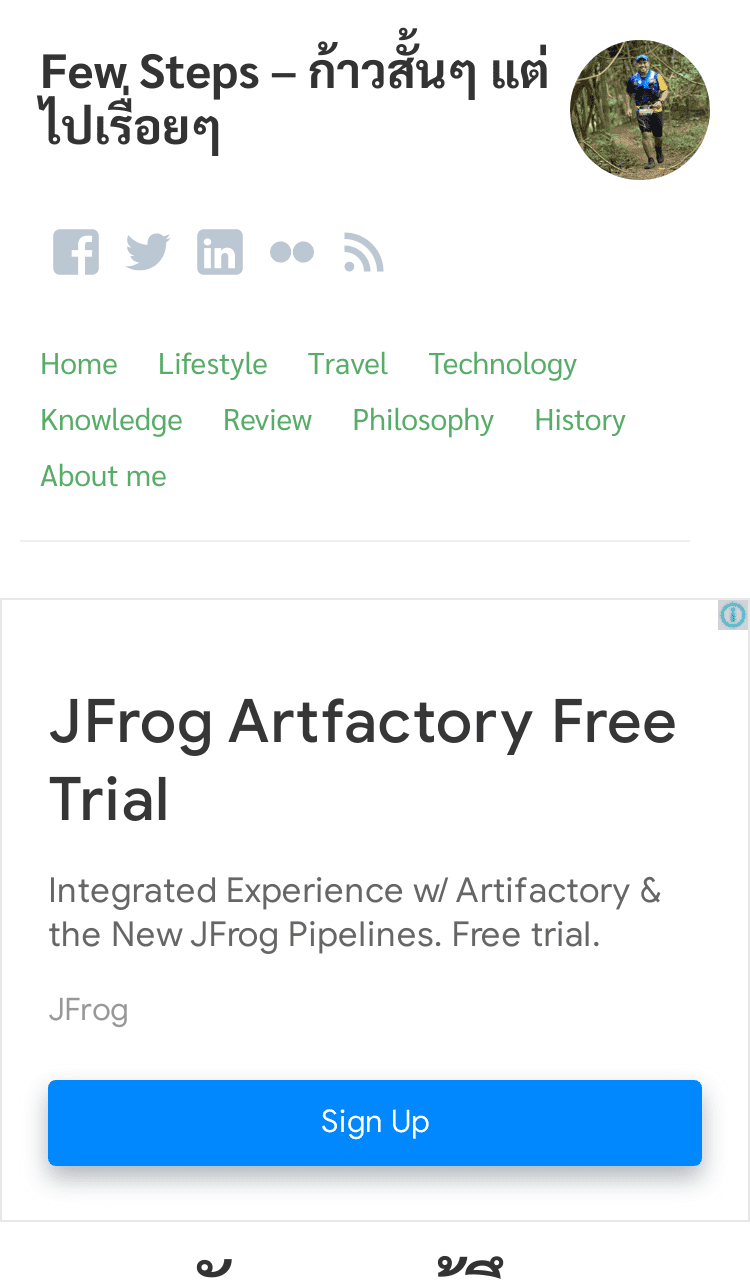 Few Steps – ก้าวสั้นๆ แต่
ไปเรื่อยๆ
Home Lifestyle Travel Technology
Knowledge Review Philosophy History
About me
JFrog Artfactory Free
Trial
Integrated Experience w/ Artifactory &
the New JFrog Pipelines. Free trial.
JFrog
Sign Up